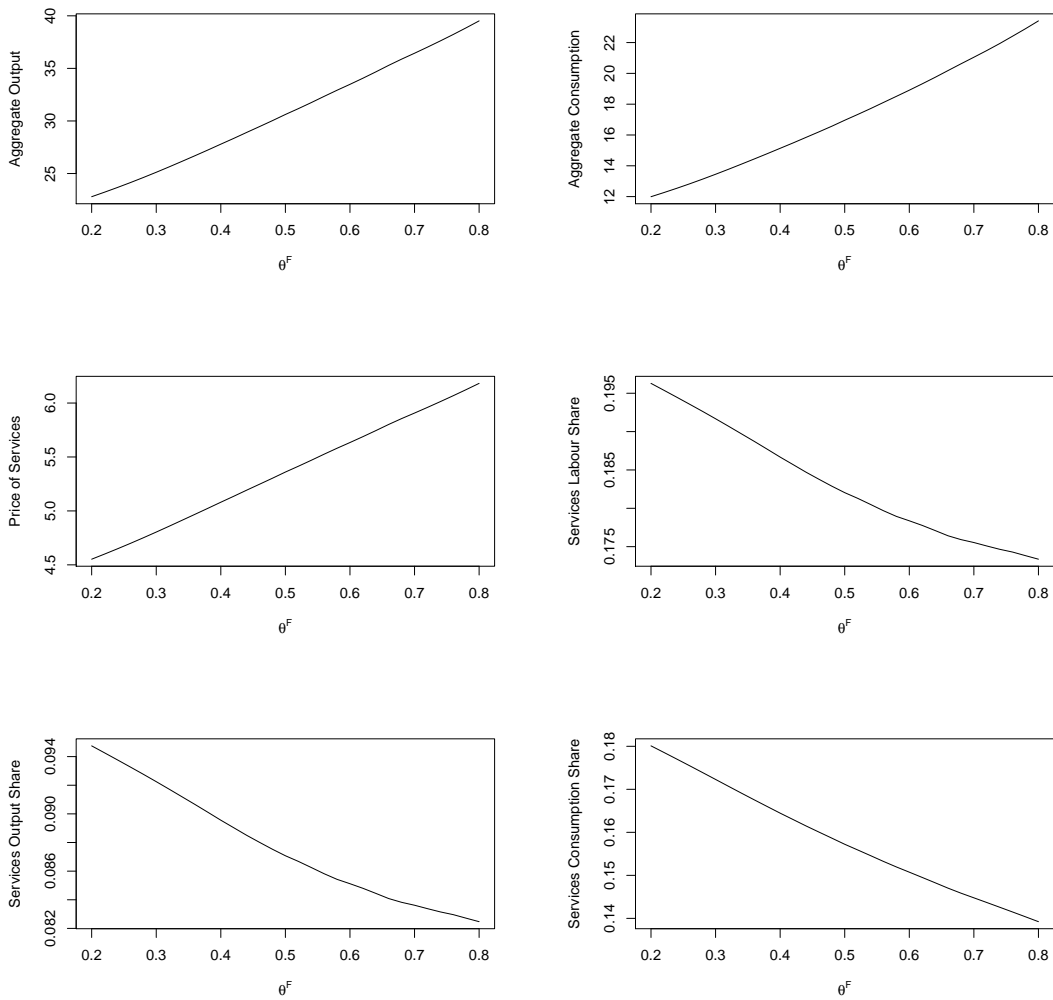 Aggregate Output
25 30 35 40
0.2 0.3 0.4 0.5 0.6 0.7 0.8
θF
Aggregate Consumption
12 14 16 18 20 22
0.2 0.3 0.4 0.5 0.6 0.7 0.8
θF
Price of Services
4.5 5.0 5.5 6.0
0.2 0.3 0.4 0.5 0.6 0.7 0.8
θF
Services Labour Share
0.175 0.185 0.195
0.2 0.3 0.4 0.5 0.6 0.7 0.8
θF
Services Output Share
0.082 0.086 0.090 0.094
0.2 0.3 0.4 0.5 0.6 0.7 0.8
θF
Services Consumption Share
0.14 0.15 0.16 0.17 0.18
0.2 0.3 0.4 0.5 0.6 0.7 0.8
θF